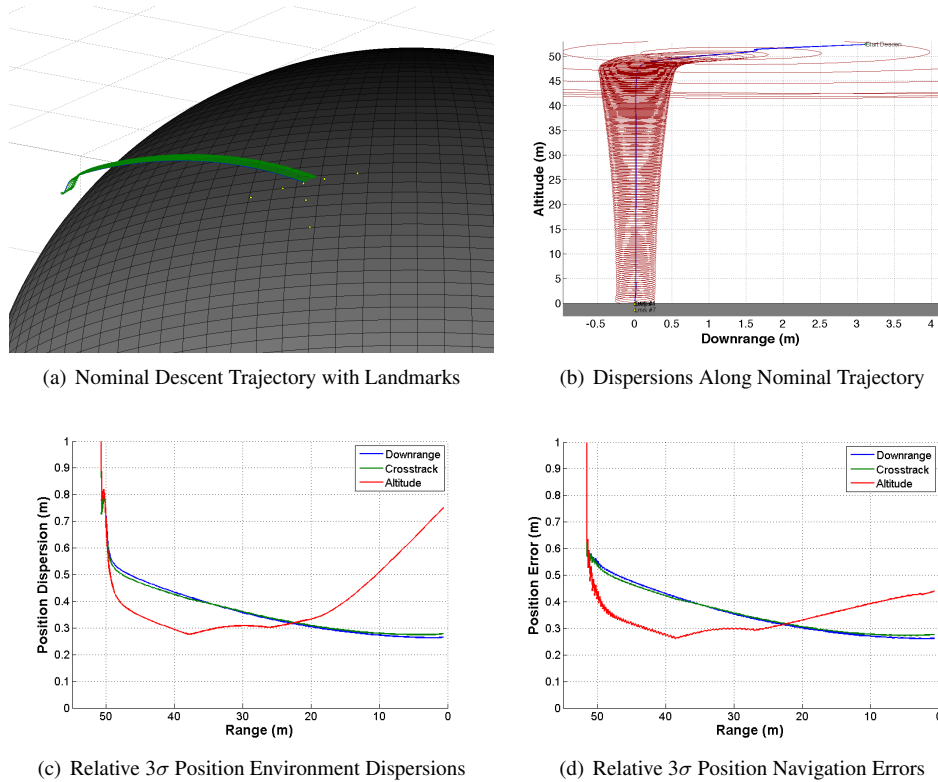 (a) Nominal Descent Trajectory with Landmarks
Start Descen
50
45
40
35
30
25
20
15
10
5
0
Altitude (m)
-0.5 0 0.5 1 1.5 2 2.5 3 3.5 4
Downrange (m)
(b) Dispersions Along Nominal Trajectory
1
0.9
0.8
0.7
0.6
0.5
0.4
0.3
0.2
0.1
0
Position Dispersion (m)
Downrange
Crosstrack
Altitude
50 40 30 20 10 0
Range (m)
(c) Relative 3σ Position Environment Dispersions
1
0.9
0.8
0.7
0.6
0.5
0.4
0.3
0.2
0.1
0
Position Error (m)
Downrange
Crosstrack
Altitude
50 40 30 20 10 0
Range (m)
(d) Relative 3σ Position Navigation Errors